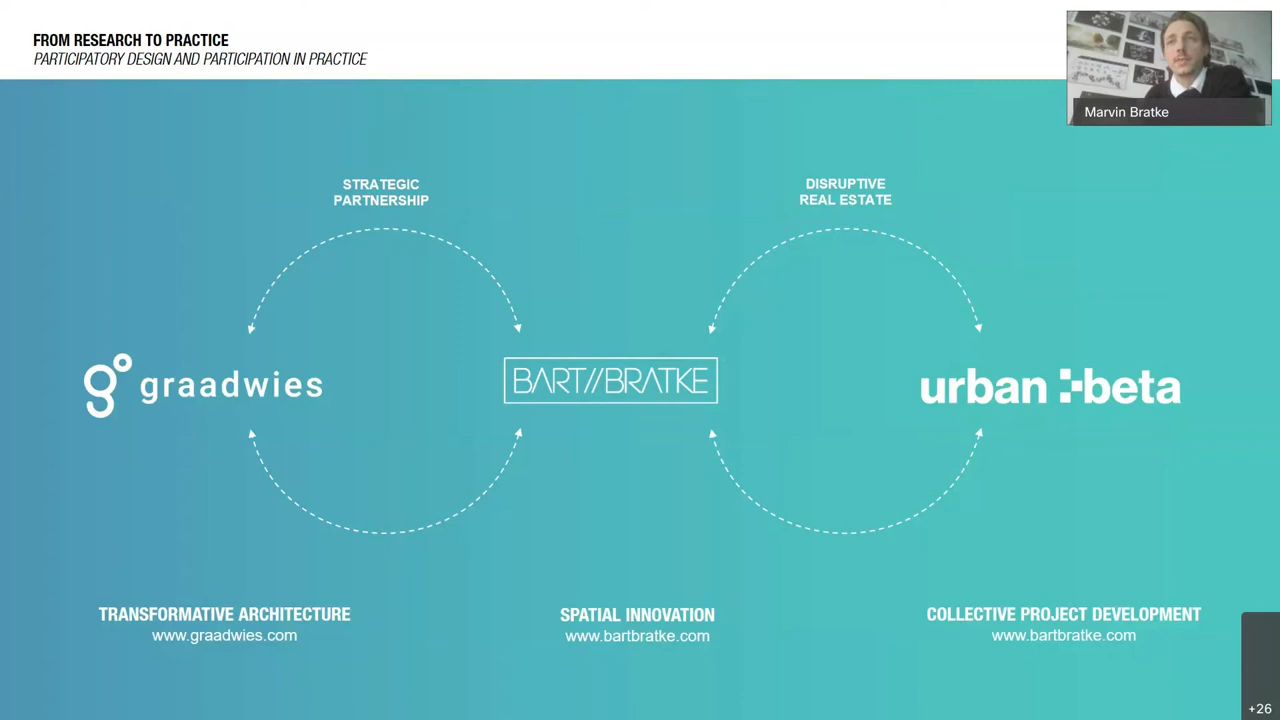 FROM RESEARCH TO PRACTICE
PARTICIPATORY DESIGN AND PARTICIPATION IN PRACTICE
Marvin Bratke
STRATEGIC
PARTNERSHIP
DISRUPTIVE
REAL ESTATE
graadwies
BART//BRATKE
urban beta
TRANSFORMATIVE ARCHITECTURE
www.graadwies.com
SPATIAL INNOVATION
www.bartbratke.com
COLLECTIVE PROJECT DEVELOPMENT
www.bartbratke.com
+26